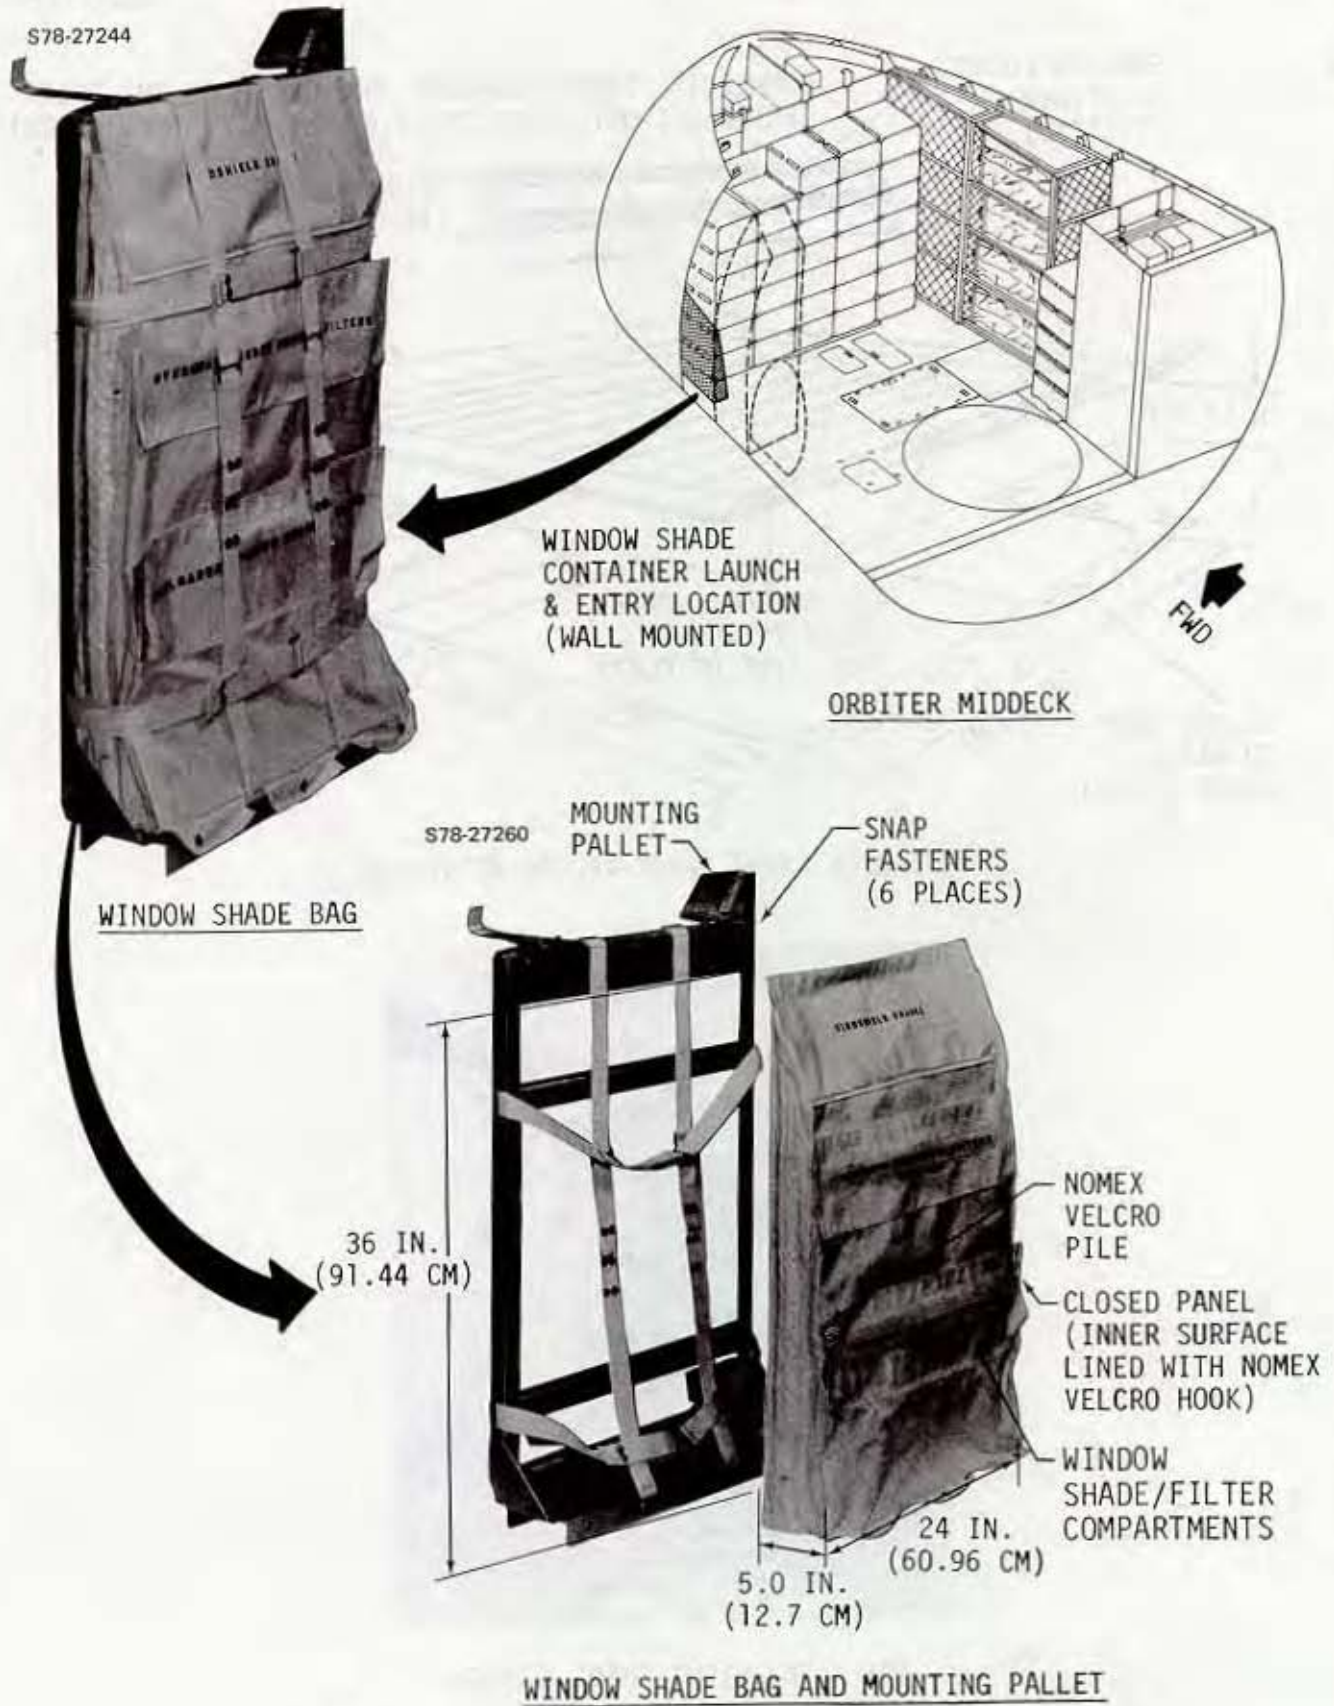 S78-27244
FILTERS
WINDOW SHADE
CONTAINER LAUNCH
& ENTRY LOCATION
(WALL MOUNTED)
FWD
ORBITER MIDDECK
WINDOW SHADE BAG
S78-27260
MOUNTING
PALLET
SNAP
FASTENERS
(6 PLACES)
36 IN.
(91.44 CM)
NOMEX
VELCRO
PILE
CLOSED PANEL
(INNER SURFACE
LINED WITH NOMEX
VELCRO HOOK)
WINDOW
SHADE/FILTER
COMPARTMENTS
24 IN.
(60.96 CM)
5.0 IN.
(12.7 CM)
WINDOW SHADE BAG AND MOUNTING PALLET